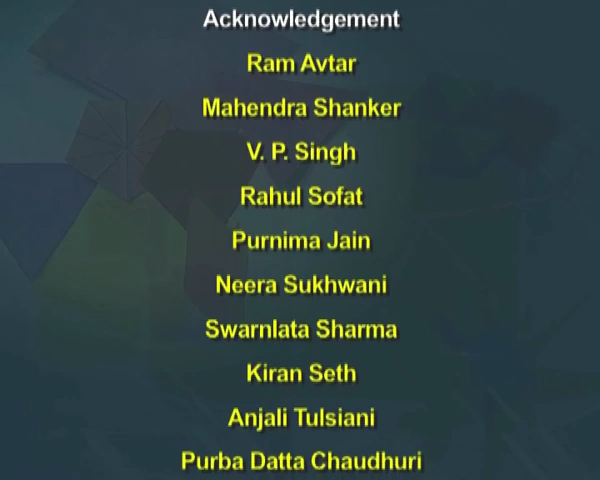 Acknowledgement
Ram Avtar
Mahendra Shanker
V. P. Singh
Rahul Sofat
Purnima Jain
Neera Sukhwani
Swarnlata Sharma
Kiran Seth
Anjali Tulsiani
Purba Datta Chaudhuri